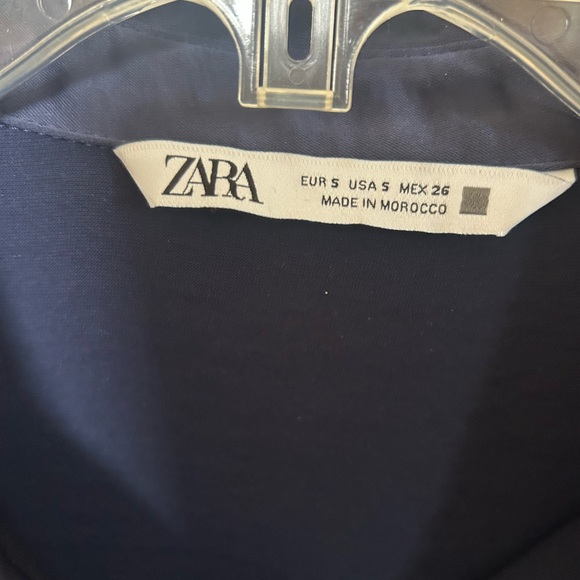 ZARA
EUR S USA S MEX 26
MADE IN MOROCCO